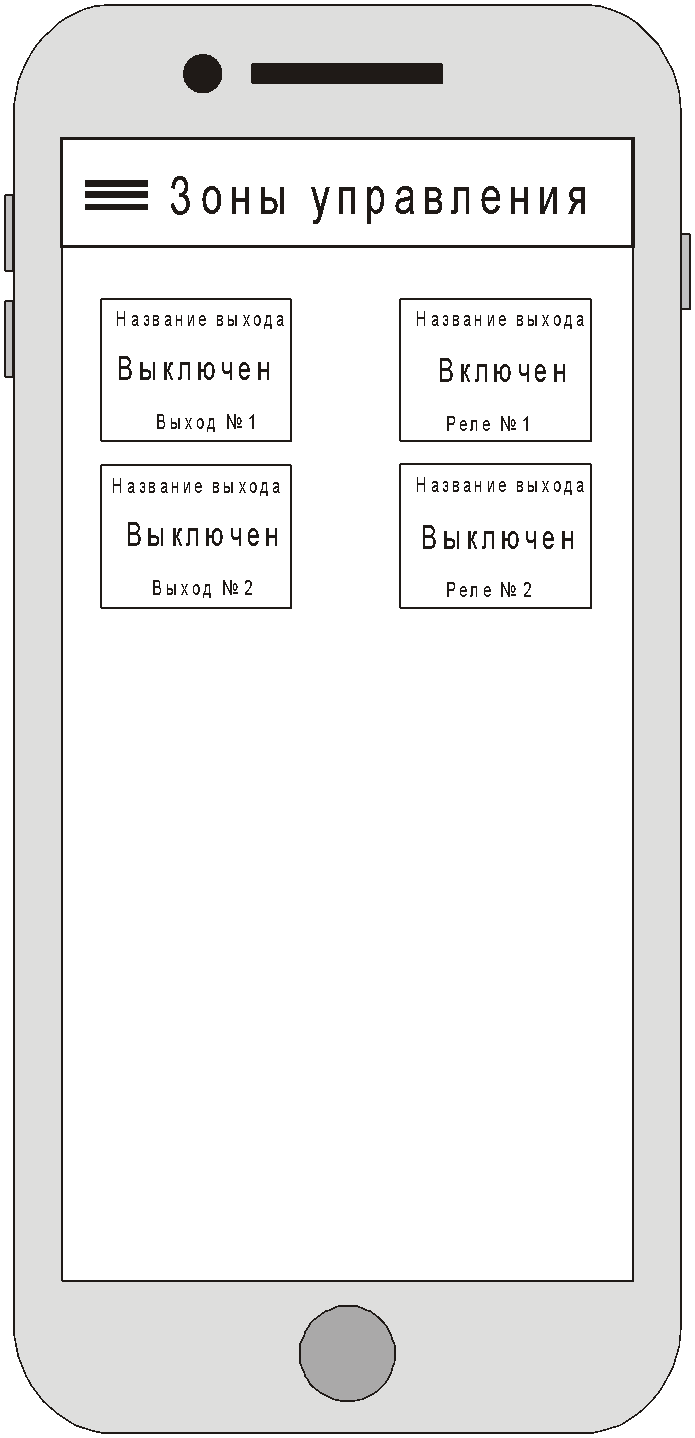 Зоны управления
Название выхода
Выключен
Выход №1
Название выхода
Включен
Реле №1
Название выхода
Выключен
Выход №2
Название выхода
Выключен
Реле №2